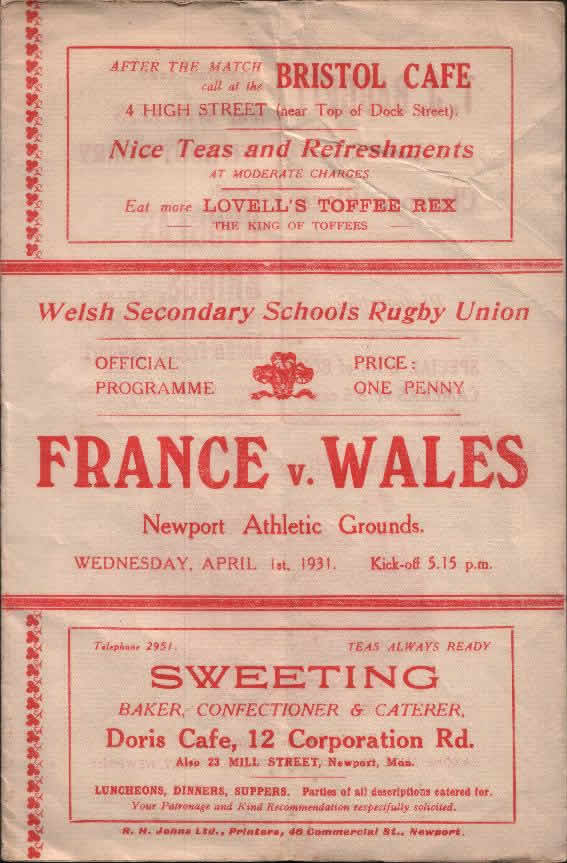 AFTER THE MATCH
call at the BRISTOL CAFE
4 HIGH STREET (near Top of Dock Street).
Nice Teas and Refreshments
AT MODERATE CHARGES
Eat more LOVELL'S TOFFEE REX
THE KING OF TOFFEES
Welsh Secondary Schools Rugby Union
OFFICIAL PROGRAMME
PRICE: ONE PENNY
FRANCE v. WALES
Newport Athletic Grounds.
WEDNESDAY, APRIL 1st, 1931. Kick-off 5.15 p.m.
Telephone 2951. TEAS ALWAYS READY
SWEETING
BAKER, CONFECTIONER & CATERER,
Doris Cafe, 12 Corporation Rd.
Also 23 MILL STREET, Newport, Mon.
LUNCHEONS, DINNERS, SUPPERS. Parties of all descriptions catered for.
Your Patronage and Kind Recommendation respectfully solicited.
R. H. Johns Ltd., Printers, 46 Commercial St., Newport.